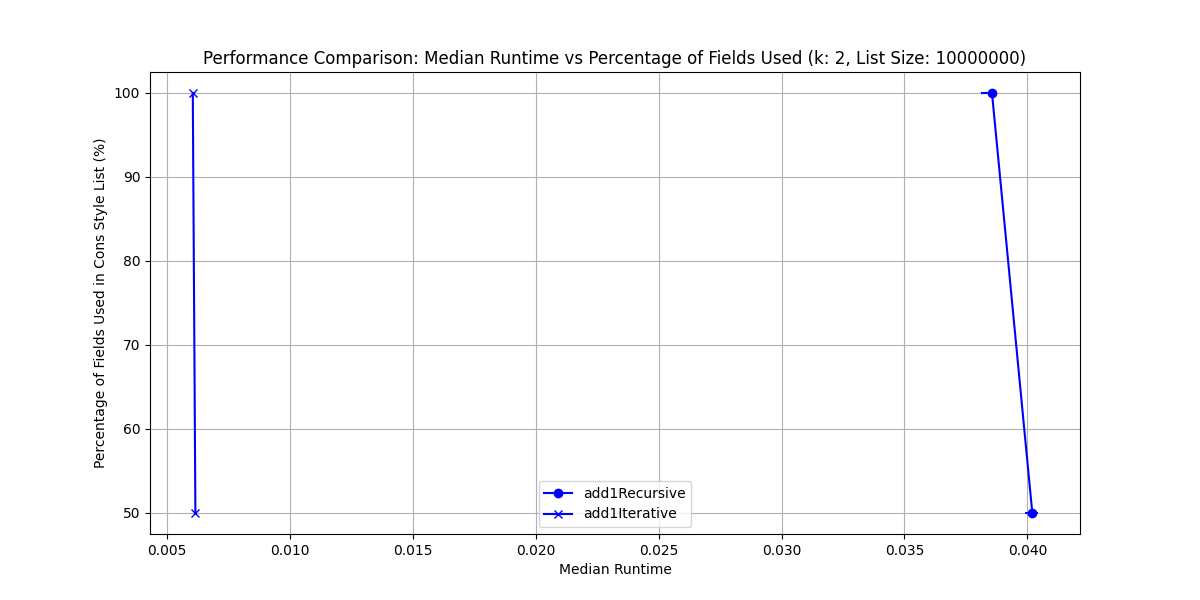 Performance Comparison: Median Runtime vs Percentage of Fields Used (k: 2, List Size: 10000000)
Percentage of Fields Used in Cons Style List (%)
100
90
80
70
60
50
add1Recursive
add1Iterative
0.005 0.010 0.015 0.020 0.025 0.030 0.035 0.040
Median Runtime